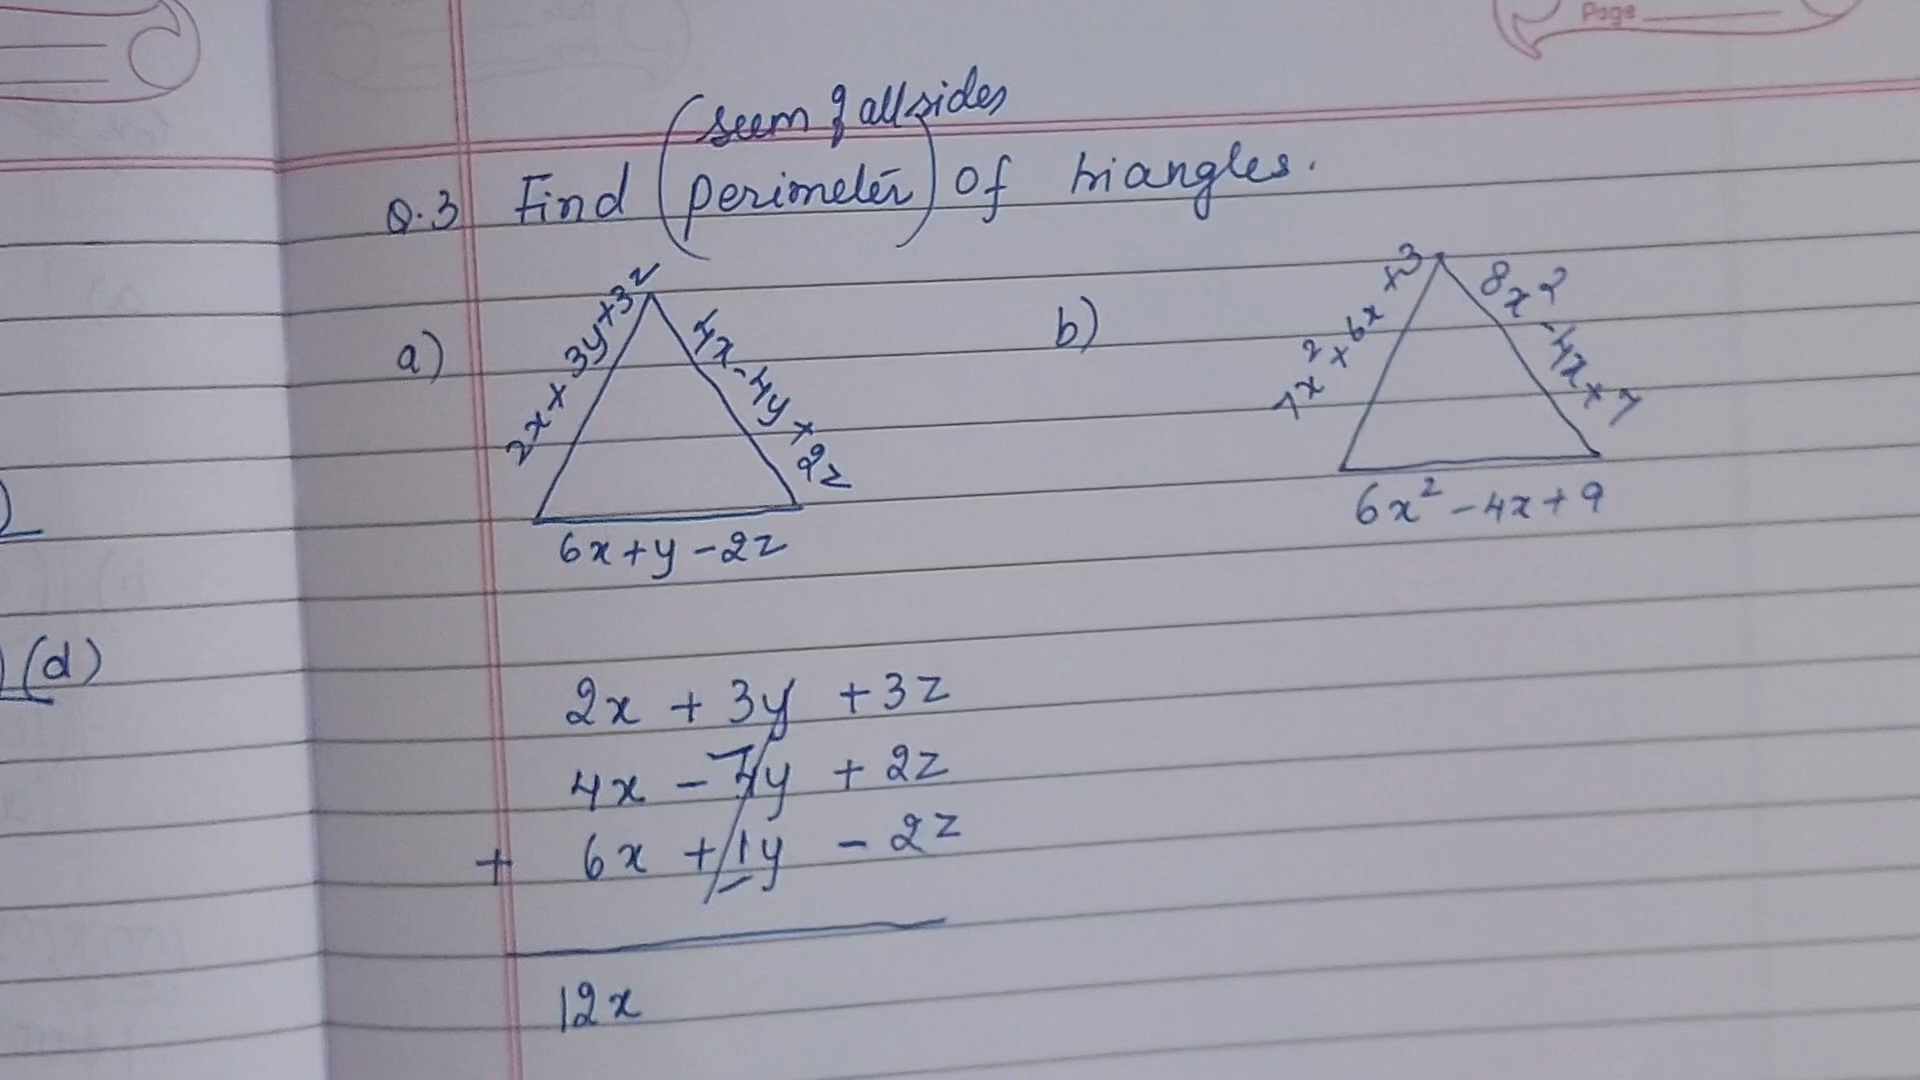 Page
(sum of all sides
Q.3 Find (perimeter) of triangles.
a)
2x + 3y + 3z
4x - 4y + 2z
6x + y - 2z
b)
7x² + 6x + 3
8x² - 4x + 7
6x² - 4x + 9
(d)
2x + 3y + 3z
4x - 4y + 2z
+ 6x + 1y - 2z
12x